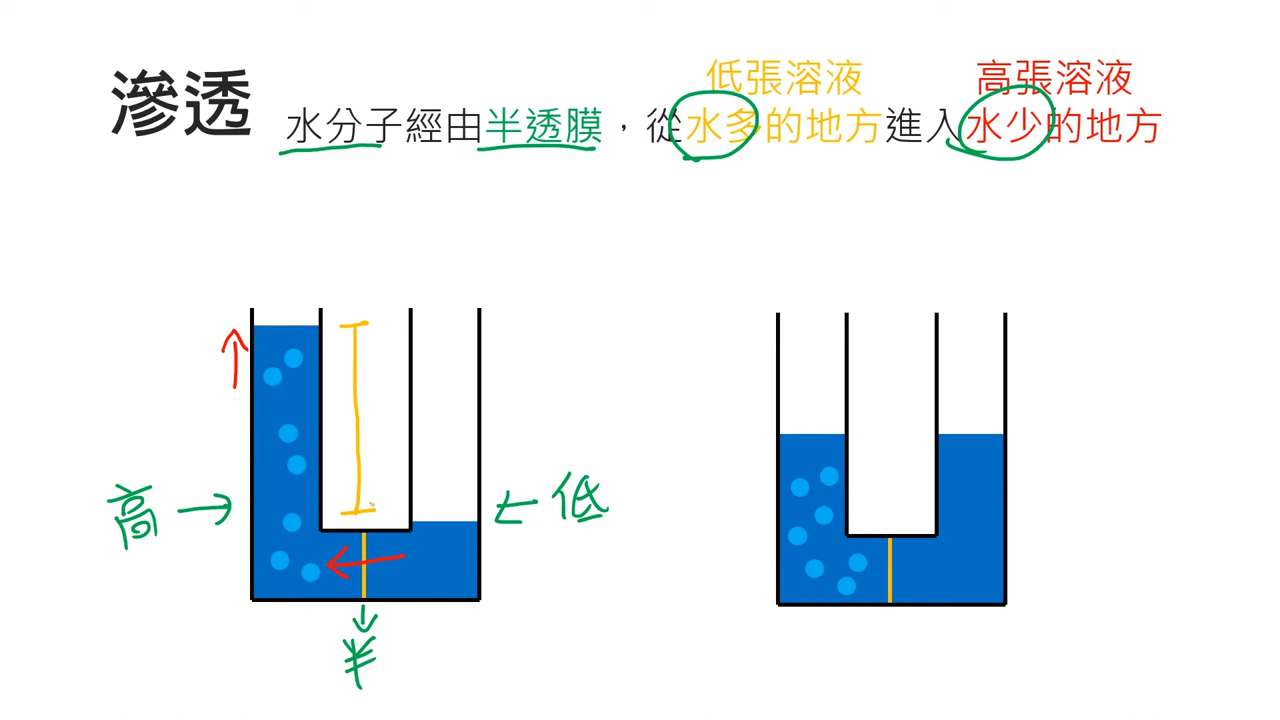 滲透
低張溶液 高張溶液
水分子經由半透膜，從水多的地方進入水少的地方
高
低
半